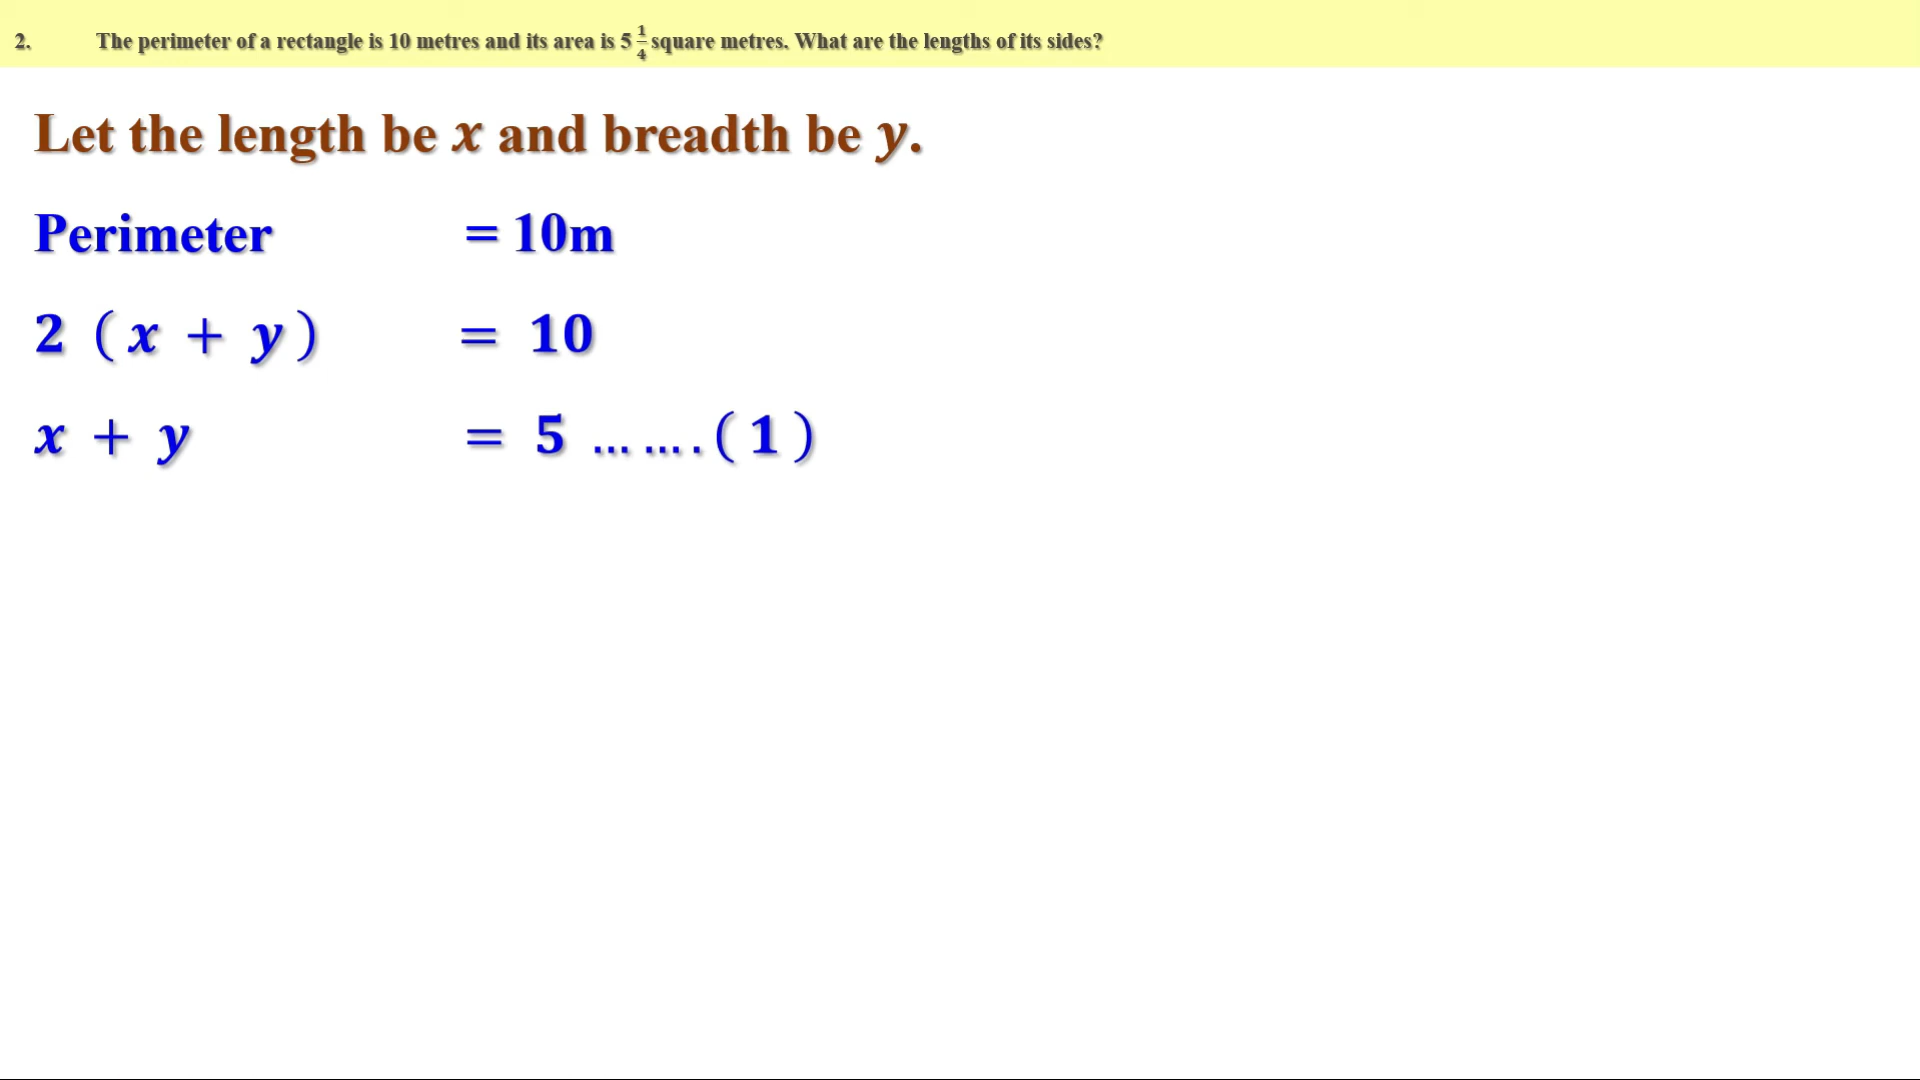 2. The perimeter of a rectangle is 10 metres and its area is 5 1/4 square metres. What are the lengths of its sides?
Let the length be x and breadth be y.
Perimeter = 10m
2 ( x + y ) = 10
x + y = 5 … … . ( 1 )